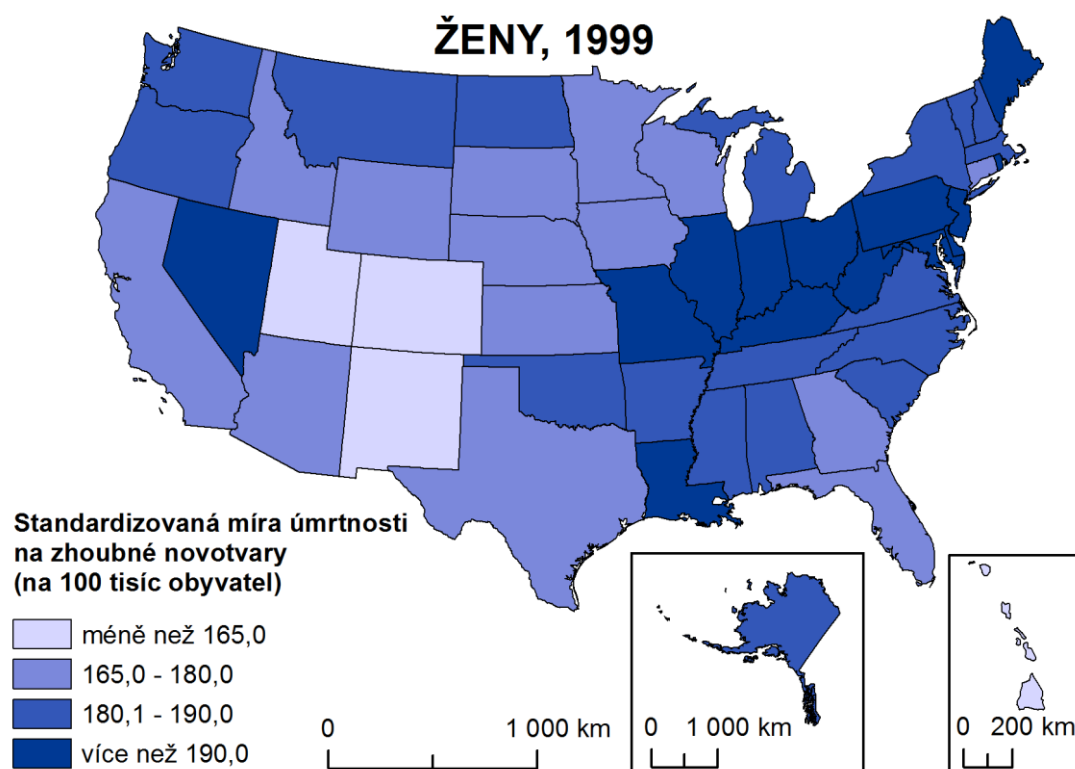 ŽENY, 1999
Standardizovaná míra úmrtnosti
na zhoubné novotvary
(na 100 tisíc obyvatel)
méně než 165,0
165,0 - 180,0
180,1 - 190,0
více než 190,0
0 1 000 km
0 1 000 km
0 200 km